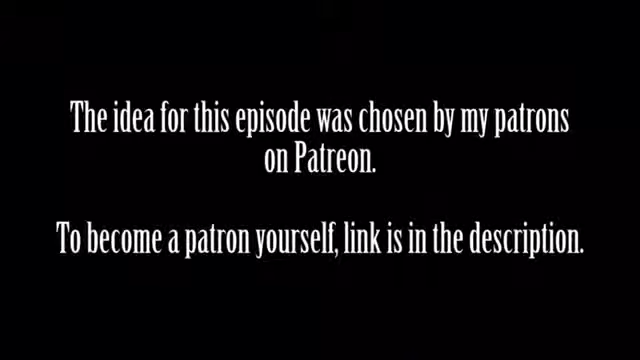 The idea for this episode was chosen by my patrons
on Patreon.
To become a patron yourself, link is in the description.